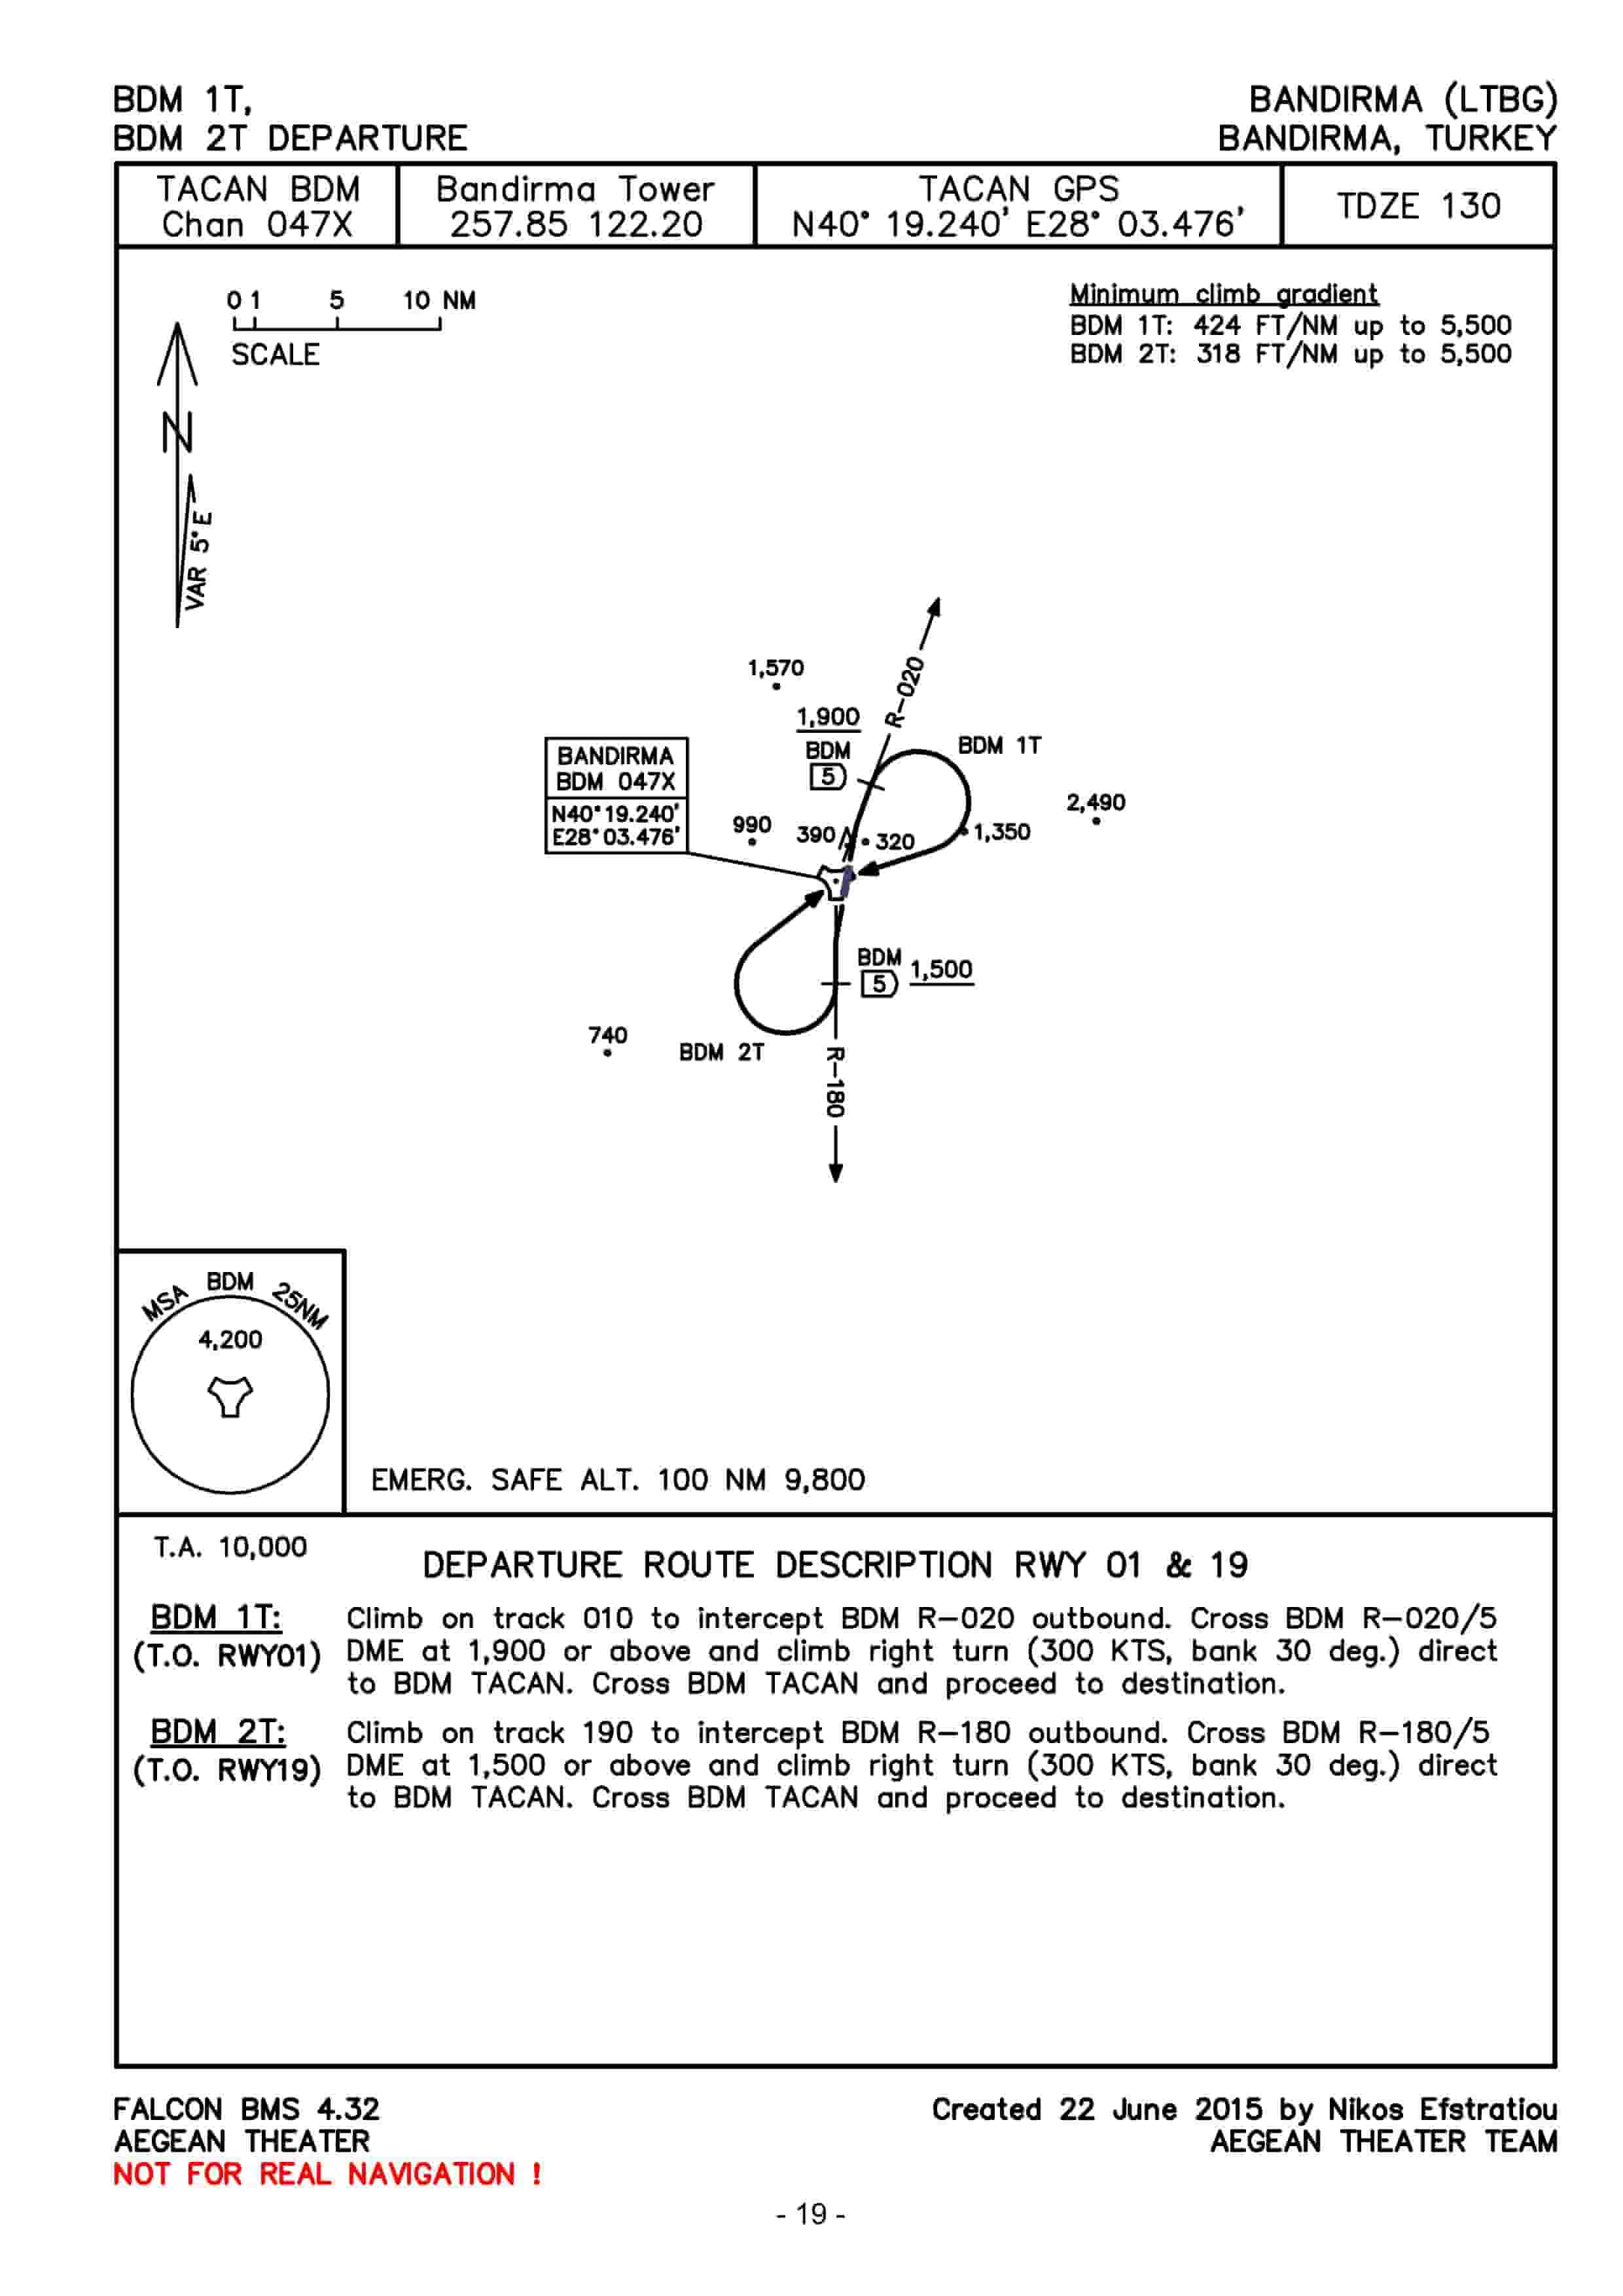 BDM 1T,
BDM 2T DEPARTURE
BANDIRMA (LTBG)
BANDIRMA, TURKEY
TACAN BDM
Chan 047X
Bandirma Tower
257.85 122.20
TACAN GPS
N40° 19.240' E28° 03.476'
TDZE 130
0 1 5 10 NM
SCALE
Minimum climb gradient
BDM 1T: 424 FT/NM up to 5,500
BDM 2T: 318 FT/NM up to 5,500
N
VAR 5° E
1,570
R-020
1,900
BDM
5
BDM 1T
BANDIRMA
BDM 047X
N40° 19.240'
E28° 03.476'
990
390
320
1,350
2,490
BDM
5
1,500
740
BDM 2T
R-180
MSA BDM 25NM
4,200
EMERG. SAFE ALT. 100 NM 9,800
T.A. 10,000
DEPARTURE ROUTE DESCRIPTION RWY 01 & 19
BDM 1T:
(T.O. RWY01)
Climb on track 010 to intercept BDM R-020 outbound. Cross BDM R-020/5
DME at 1,900 or above and climb right turn (300 KTS, bank 30 deg.) direct
to BDM TACAN. Cross BDM TACAN and proceed to destination.
BDM 2T:
(T.O. RWY19)
Climb on track 190 to intercept BDM R-180 outbound. Cross BDM R-180/5
DME at 1,500 or above and climb right turn (300 KTS, bank 30 deg.) direct
to BDM TACAN. Cross BDM TACAN and proceed to destination.
FALCON BMS 4.32
AEGEAN THEATER
NOT FOR REAL NAVIGATION !
Created 22 June 2015 by Nikos Efstratiou
AEGEAN THEATER TEAM
- 19 -